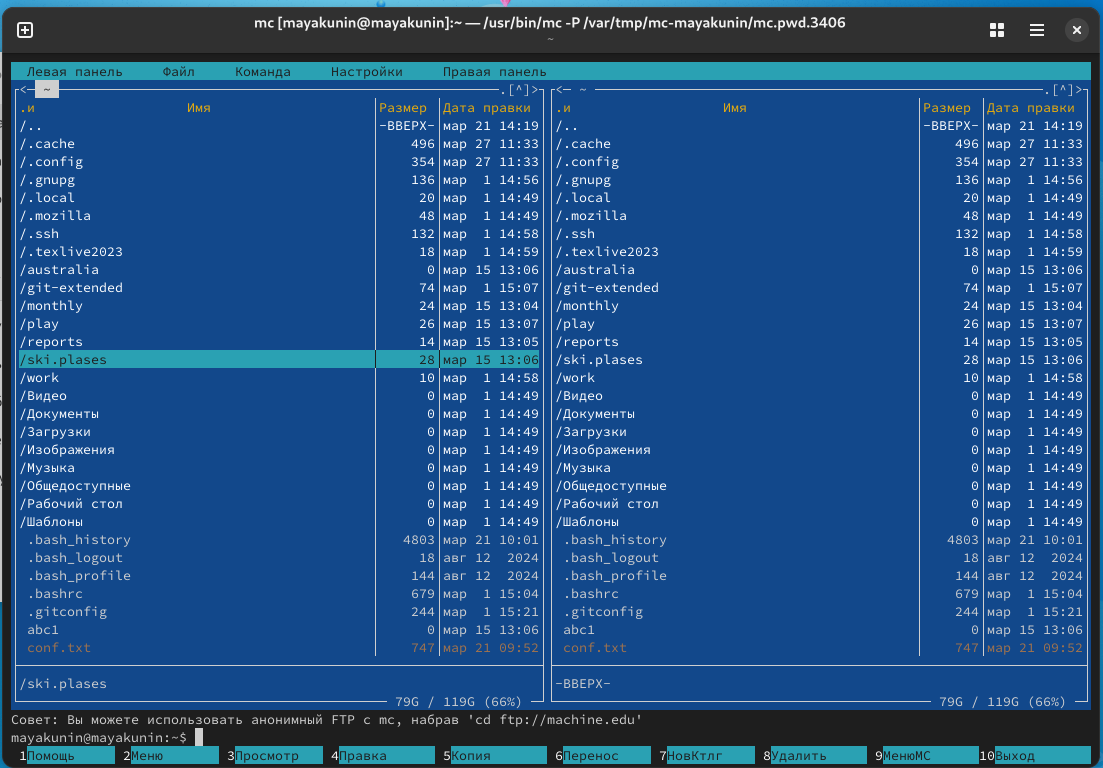 mc [mayakunin@mayakunin]:~ — /usr/bin/mc -P /var/tmp/mc-mayakunin/mc.pwd.3406
~
Левая панель Файл Команда Настройки Правая панель
<─ ~ ─.[^]> <─ ~ ─.[^]>
.и Имя Размер Дата правки .и Имя Размер Дата правки
/.. -ВВЕРХ- мар 21 14:19 /.. -ВВЕРХ- мар 21 14:19
/.cache 496 мар 27 11:33 /.cache 496 мар 27 11:33
/.config 354 мар 27 11:33 /.config 354 мар 27 11:33
/.gnupg 136 мар 1 14:56 /.gnupg 136 мар 1 14:56
/.local 20 мар 1 14:49 /.local 20 мар 1 14:49
/.mozilla 48 мар 1 14:49 /.mozilla 48 мар 1 14:49
/.ssh 132 мар 1 14:58 /.ssh 132 мар 1 14:58
/.texlive2023 18 мар 1 14:59 /.texlive2023 18 мар 1 14:59
/australia 0 мар 15 13:06 /australia 0 мар 15 13:06
/git-extended 74 мар 1 15:07 /git-extended 74 мар 1 15:07
/monthly 24 мар 15 13:04 /monthly 24 мар 15 13:04
/play 26 мар 15 13:07 /play 26 мар 15 13:07
/reports 14 мар 15 13:05 /reports 14 мар 15 13:05
/ski.plases 28 мар 15 13:06 /ski.plases 28 мар 15 13:06
/work 10 мар 1 14:58 /work 10 мар 1 14:58
/Видео 0 мар 1 14:49 /Видео 0 мар 1 14:49
/Документы 0 мар 1 14:49 /Документы 0 мар 1 14:49
/Загрузки 0 мар 1 14:49 /Загрузки 0 мар 1 14:49
/Изображения 0 мар 1 14:49 /Изображения 0 мар 1 14:49
/Музыка 0 мар 1 14:49 /Музыка 0 мар 1 14:49
/Общедоступные 0 мар 1 14:49 /Общедоступные 0 мар 1 14:49
/Рабочий стол 0 мар 1 14:49 /Рабочий стол 0 мар 1 14:49
/Шаблоны 0 мар 1 14:49 /Шаблоны 0 мар 1 14:49
.bash_history 4803 мар 21 10:01 .bash_history 4803 мар 21 10:01
.bash_logout 18 авг 12 2024 .bash_logout 18 авг 12 2024
.bash_profile 144 авг 12 2024 .bash_profile 144 авг 12 2024
.bashrc 679 мар 1 15:04 .bashrc 679 мар 1 15:04
.gitconfig 244 мар 1 15:21 .gitconfig 244 мар 1 15:21
abc1 0 мар 15 13:06 abc1 0 мар 15 13:06
conf.txt 747 мар 21 09:52 conf.txt 747 мар 21 09:52
/ski.plases -ВВЕРХ-
79G / 119G (66%) 79G / 119G (66%)
Совет: Вы можете использовать анонимный FTP с mc, набрав 'cd ftp://machine.edu'
mayakunin@mayakunin:~$
1Помощь 2Меню 3Просмотр 4Правка 5Копия 6Перенос 7НовКтлг 8Удалить 9МенюМС 10Выход